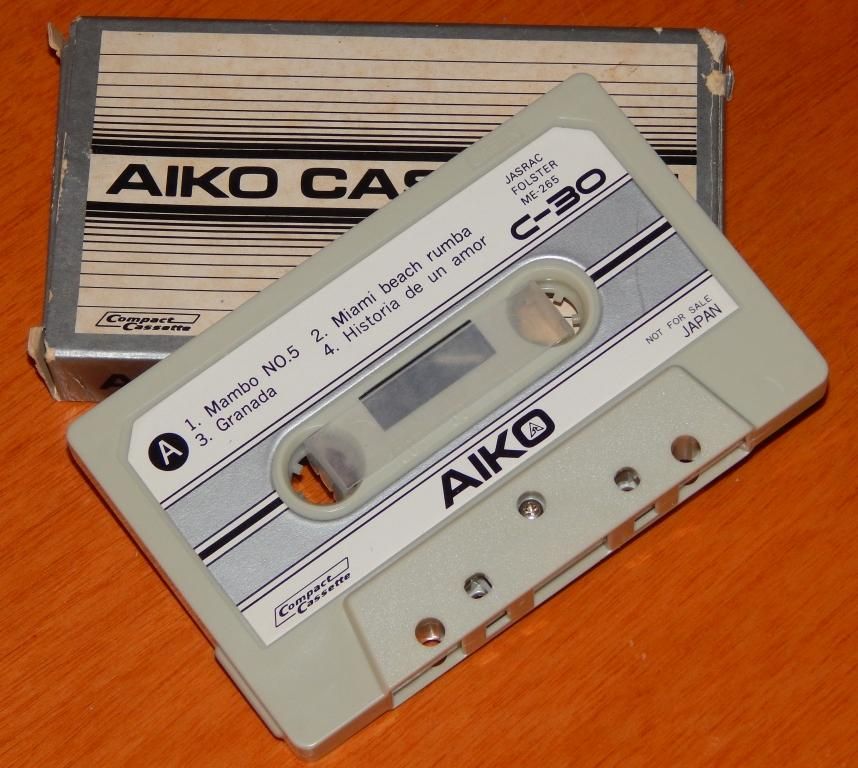 AIKO CAS
Compact
Cassette
A
JASRAC
FOLSTER
ME-265
C-30
1. Mambo NO.5 2. Miami beach rumba
3. Granada 4. Historia de un amor
NOT FOR SALE
JAPAN
AIKO
Compact
Cassette